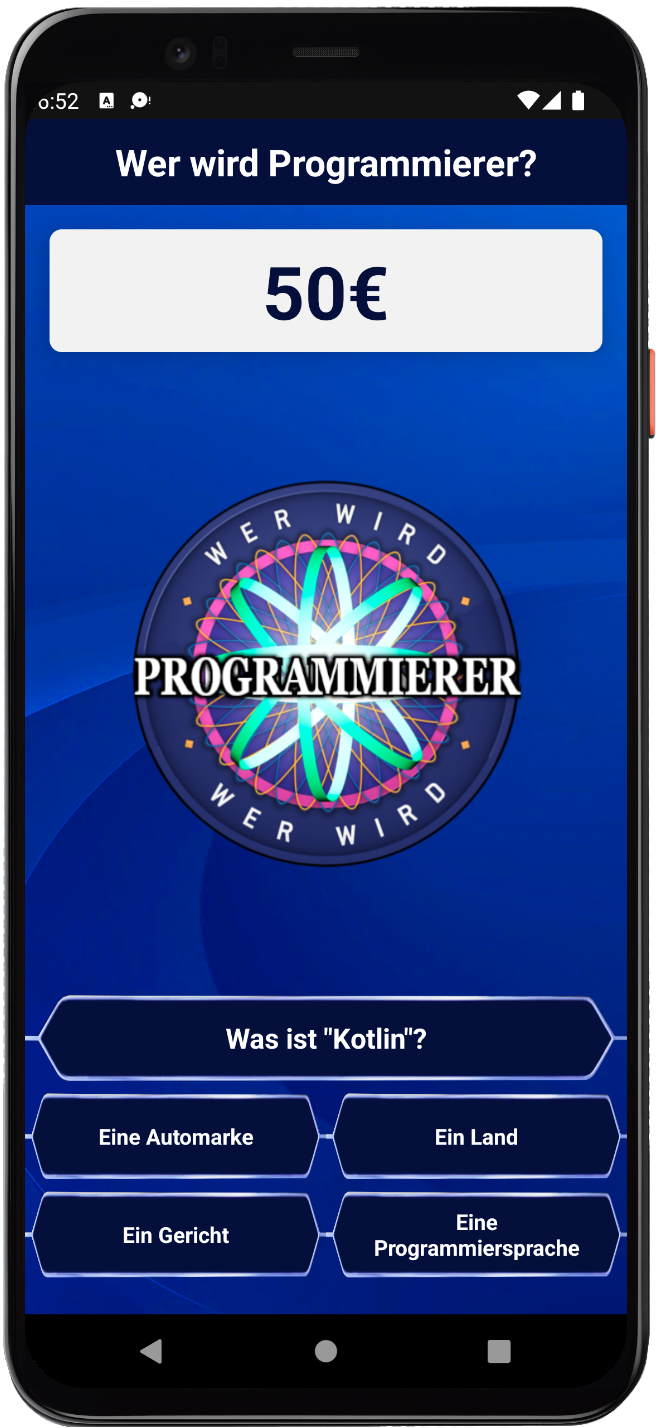 6:52
Wer wird Programmierer?
50€
WER WIRD
PROGRAMMIERER
WER WIRD
Was ist "Kotlin"?
Eine Automarke
Ein Land
Ein Gericht
Eine
Programmiersprache